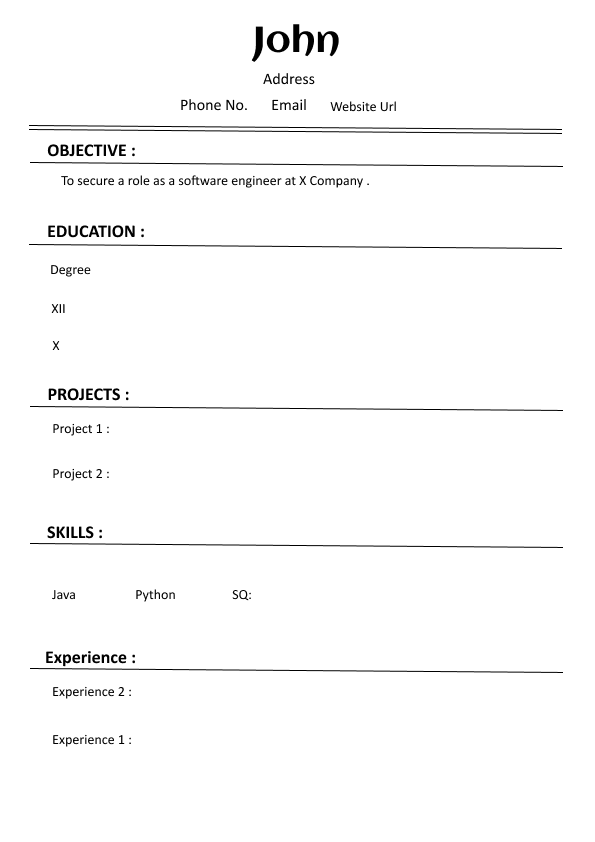 John
Address
Phone No. Email Website Url
OBJECTIVE :
To secure a role as a software engineer at X Company .
EDUCATION :
Degree
XII
X
PROJECTS :
Project 1 :
Project 2 :
SKILLS :
Java Python SQ:
Experience :
Experience 2 :
Experience 1 :